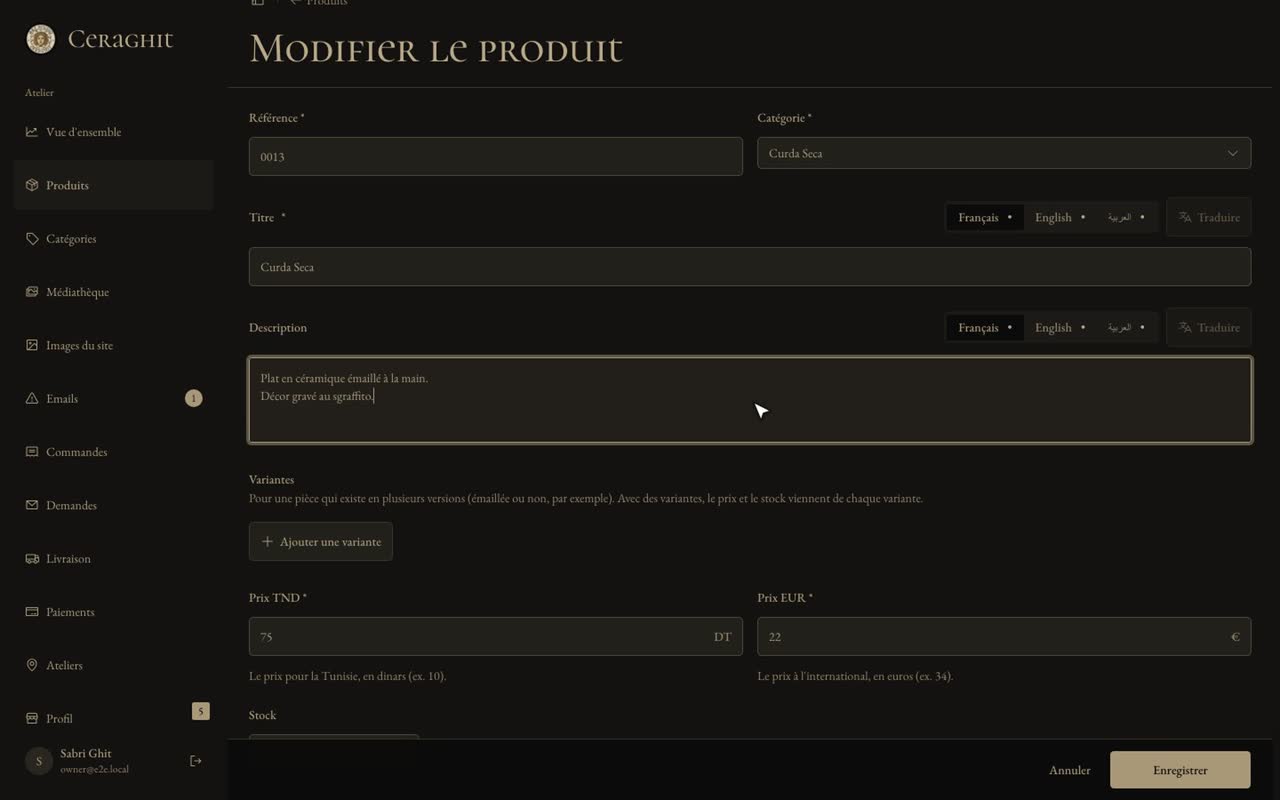 Ceraghit
Produits
Modifier le produit
Atelier
Vue d'ensemble
Produits
Catégories
Médiathèque
Images du site
Emails
1
Commandes
Demandes
Livraison
Paiements
Ateliers
Profil
5
S
Sabri Ghit
owner@e2e.local
Référence *
0013
Catégorie *
Curda Seca
Titre *
Français • English • العربية •
Traduire
Curda Seca
Description
Français • English • العربية •
Traduire
Plat en céramique émaillé à la main.
Décor gravé au sgraffito.
Variantes
Pour une pièce qui existe en plusieurs versions (émaillée ou non, par exemple). Avec des variantes, le prix et le stock viennent de chaque variante.
Ajouter une variante
Prix TND *
75 DT
Le prix pour la Tunisie, en dinars (ex. 10).
Prix EUR *
22 €
Le prix à l'international, en euros (ex. 34).
Stock
Annuler
Enregistrer